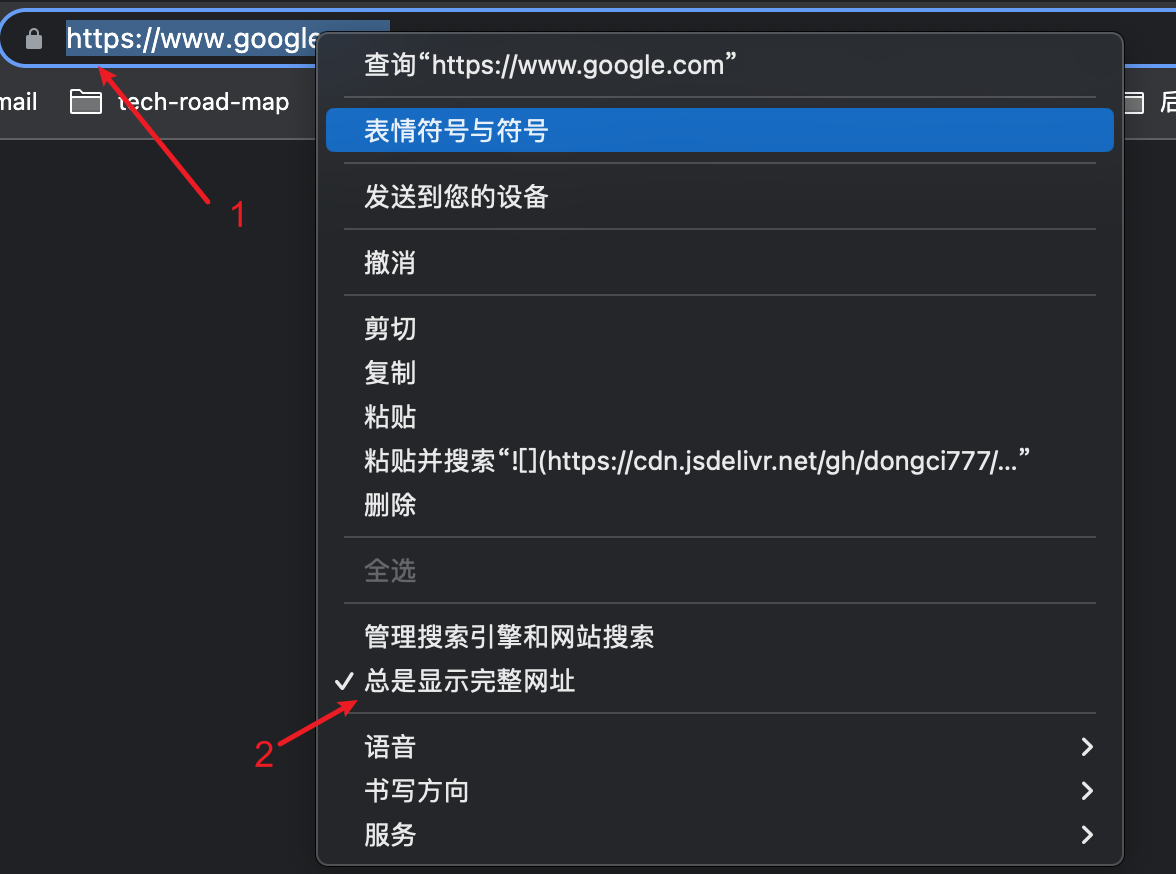 https://www.google
mail
tech-road-map
后
1
查询“https://www.google.com”
表情符号与符号
发送到您的设备
撤消
剪切
复制
粘贴
粘贴并搜索“![](https://cdn.jsdelivr.net/gh/dongci777/...”
删除
全选
管理搜索引擎和网站搜索
✓ 总是显示完整网址
2
语音
书写方向
服务